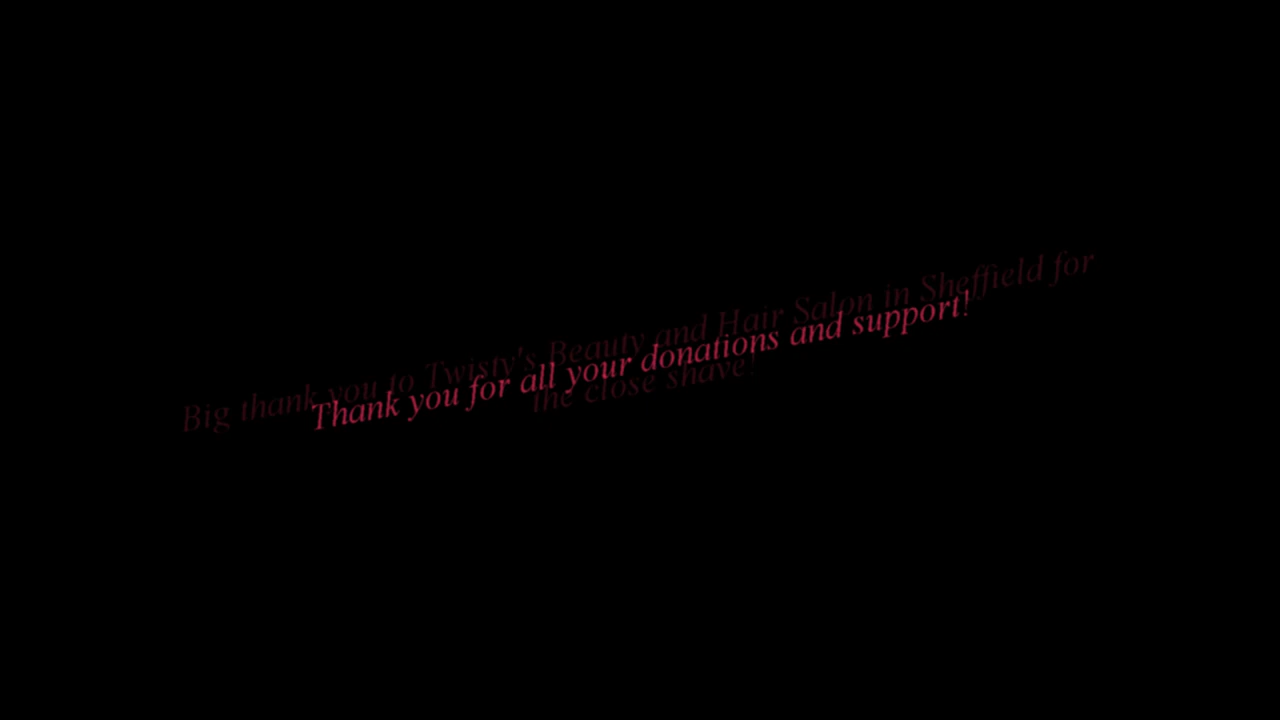 Big thank you to Twisty's Beauty and Hair Salon in Sheffield for
the close shave!
Thank you for all your donations and support!